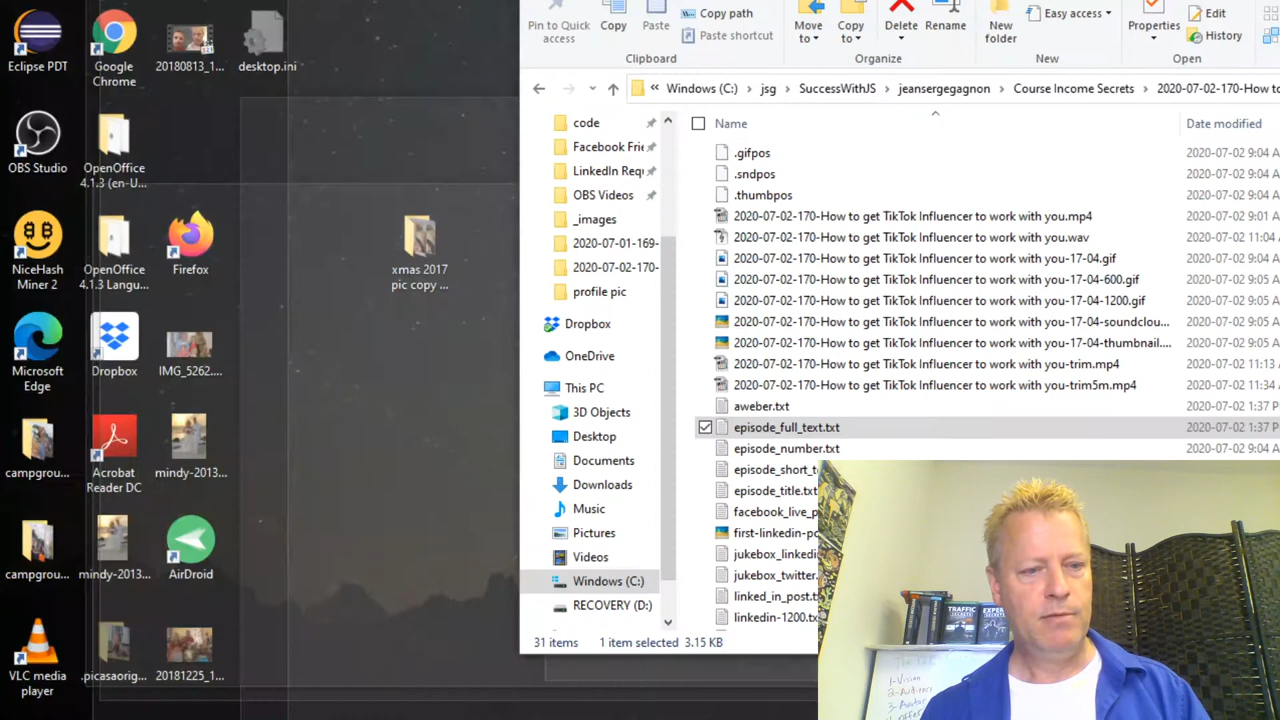 Eclipse PDT
Google
Chrome
20180813_1...
desktop.ini
OBS Studio
OpenOffice
4.1.3 (en-U...
NiceHash
Miner 2
OpenOffice
4.1.3 Langu...
Firefox
xmas 2017
pic copy ...
Microsoft
Edge
Dropbox
IMG_5262....
campgrou...
Acrobat
Reader DC
mindy-2013...
campgrou...
mindy-2013...
AirDroid
VLC media
player
.picasaorig...
20181225_1...
Pin to Quick
access
Copy
Paste
Copy path
Paste shortcut
Clipboard
Move
to
Copy
to
Delete
Rename
Organize
New
folder
Easy access
New
Properties
Edit
History
Open
« Windows (C:) > jsg > SuccessWithJS > jeansergegagnon > Course Income Secrets > 2020-07-02-170-How to
code
Facebook Frie
LinkedIn Requ
OBS Videos
_images
2020-07-01-169-
2020-07-02-170-
profile pic
Dropbox
OneDrive
This PC
3D Objects
Desktop
Documents
Downloads
Music
Pictures
Videos
Windows (C:)
RECOVERY (D:)
Name
Date modified
.gifpos
2020-07-02 9:04 A
.sndpos
2020-07-02 9:04 A
.thumbpos
2020-07-02 9:04 A
2020-07-02-170-How to get TikTok Influencer to work with you.mp4
2020-07-02 9:01 A
2020-07-02-170-How to get TikTok Influencer to work with you.wav
2020-07-02 11:04
2020-07-02-170-How to get TikTok Influencer to work with you-17-04.gif
2020-07-02 9:04 A
2020-07-02-170-How to get TikTok Influencer to work with you-17-04-600.gif
2020-07-02 9:04 A
2020-07-02-170-How to get TikTok Influencer to work with you-17-04-1200.gif
2020-07-02 9:04 A
2020-07-02-170-How to get TikTok Influencer to work with you-17-04-soundclou...
2020-07-02 9:05 A
2020-07-02-170-How to get TikTok Influencer to work with you-17-04-thumbnail....
2020-07-02 9:05 A
2020-07-02-170-How to get TikTok Influencer to work with you-trim.mp4
2020-07-02 11:13
2020-07-02-170-How to get TikTok Influencer to work with you-trim5m.mp4
2020-07-02 9:04 A
aweber.txt
2020-07-02 1:37 P
episode_full_text.txt
2020-07-02 1:37 P
episode_number.txt
2020-07-02 9:04 A
episode_short_t
episode_title.txt
facebook_live_p
first-linkedin-po
jukebox_linkedi
jukebox_twitter.
linked_in_post.tx
linkedin-1200.tx
31 items
1 item selected 3.15 KB
TRAFFIC
SECRETS
EXPER
SECRETS
1-Vision